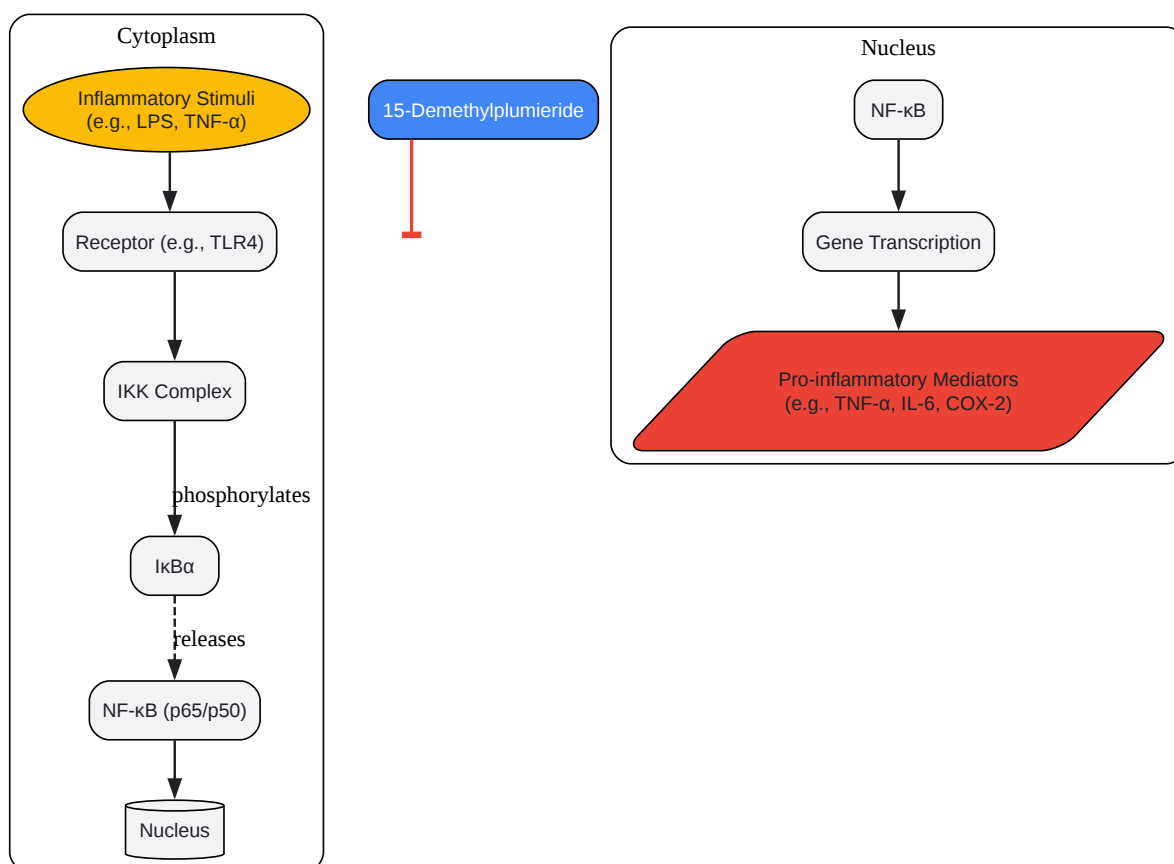 Cytoplasm
Inflammatory Stimuli
(e.g., LPS, TNF-α)
Receptor (e.g., TLR4)
IKK Complex
phosphorylates
IκBα
releases
NF-κB (p65/p50)
Nucleus
15-Demethylplumieride
Nucleus
NF-κB
Gene Transcription
Pro-inflammatory Mediators
(e.g., TNF-α, IL-6, COX-2)